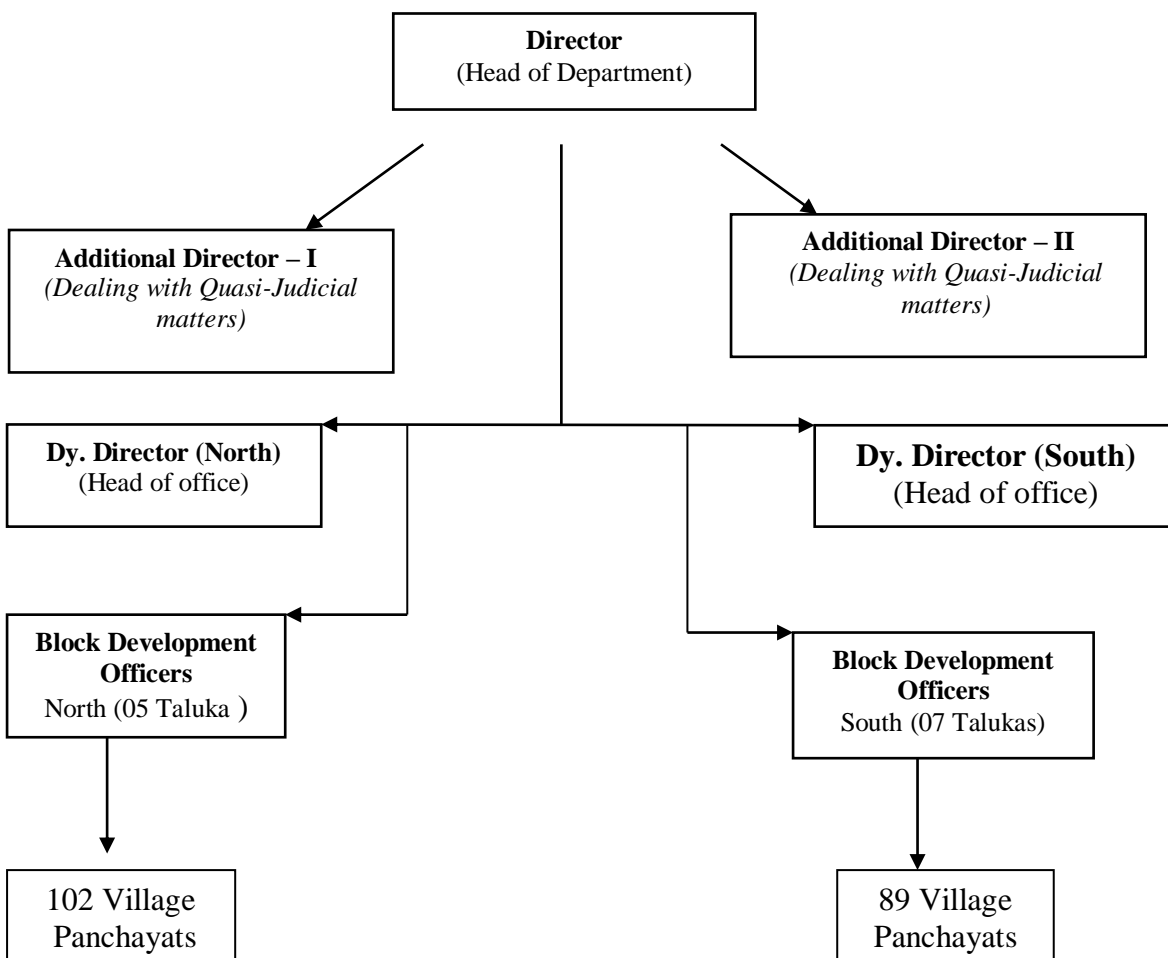 Director
(Head of Department)
Additional Director – I
(Dealing with Quasi-Judicial
matters)
Additional Director – II
(Dealing with Quasi-Judicial
matters)
Dy. Director (North)
(Head of office)
Dy. Director (South)
(Head of office)
Block Development
Officers
North (05 Taluka )
Block Development
Officers
South (07 Talukas)
102 Village
Panchayats
89 Village
Panchayats